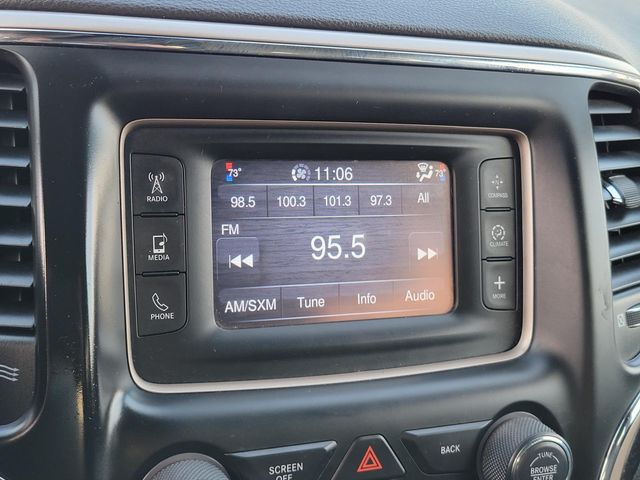 73° 11:06 73°
98.5 100.3 101.3 97.3 All
FM
95.5
AM/SXM Tune Info Audio
RADIO
MEDIA
PHONE
COMPASS
CLIMATE
MORE
SCREEN
OFF
BACK
TUNE
BROWSE
ENTER